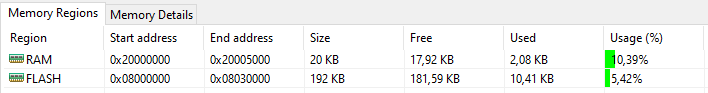 Memory Regions Memory Details
Region Start address End address Size Free Used Usage (%)
RAM 0x20000000 0x20005000 20 KB 17,92 KB 2,08 KB 10,39%
FLASH 0x08000000 0x08030000 192 KB 181,59 KB 10,41 KB 5,42%